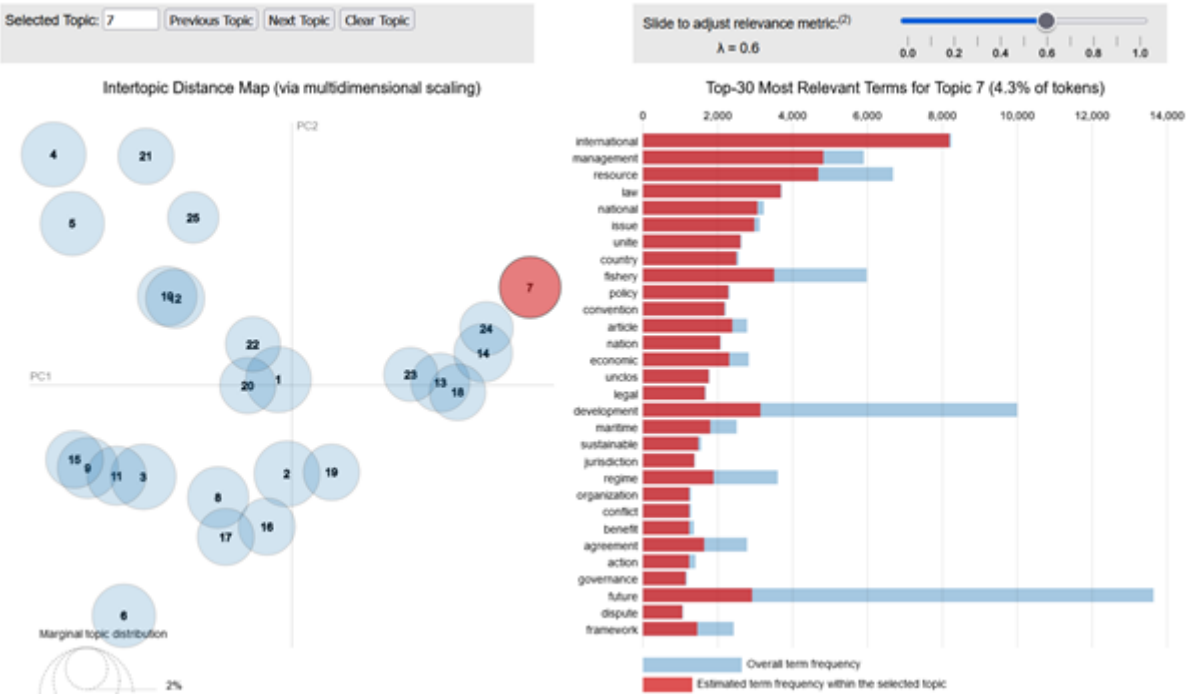 Selected Topic: 7 Previous Topic Next Topic Clear Topic
Slide to adjust relevance metric:(2)
λ = 0.6
0.0 0.2 0.4 0.6 0.8 1.0
Intertopic Distance Map (via multidimensional scaling)
PC2
PC1
4
21
5
25
10
12
7
24
14
22
1
20
23
13
18
15
9
11
3
2
19
8
16
17
6
Marginal topic distribution
2%
Top-30 Most Relevant Terms for Topic 7 (4.3% of tokens)
0 2,000 4,000 6,000 8,000 10,000 12,000 14,000
international
management
resource
law
national
issue
unite
country
fishery
policy
convention
article
nation
economic
unclos
legal
development
maritime
sustainable
jurisdiction
regime
organization
conflict
benefit
agreement
action
governance
future
dispute
framework
Overall term frequency
Estimated term frequency within the selected topic